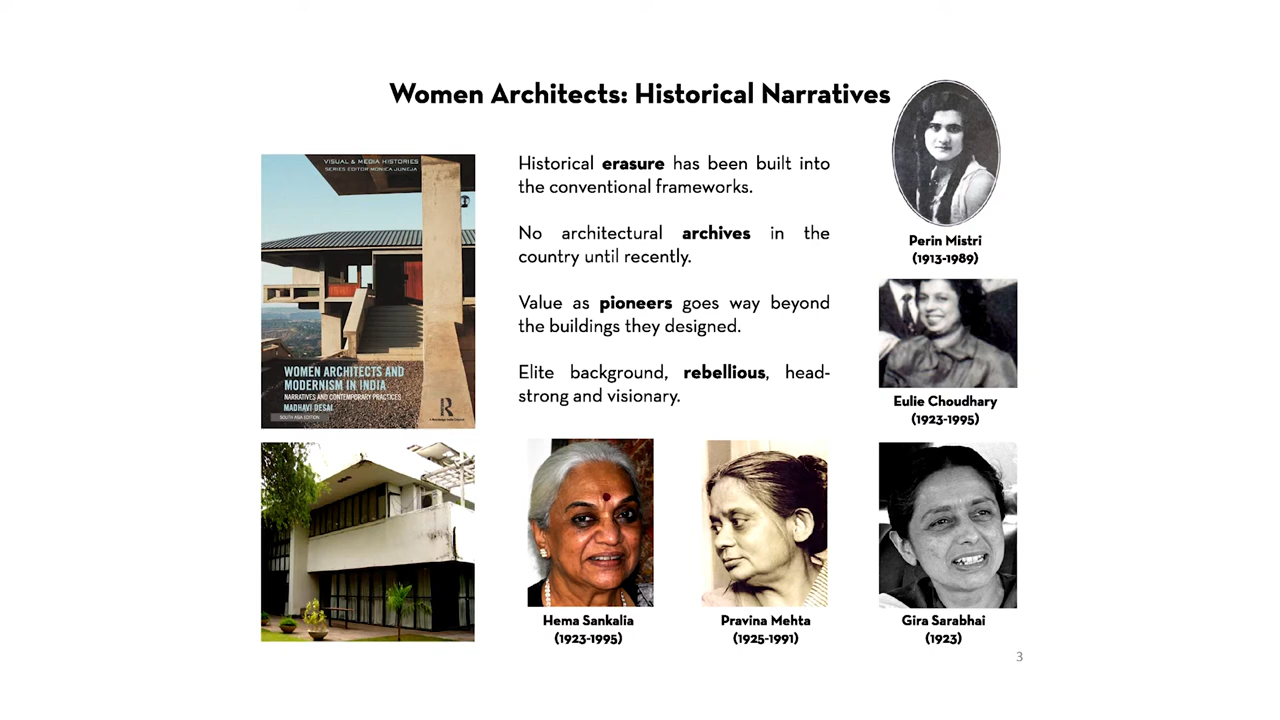 Women Architects: Historical Narratives
VISUAL & MEDIA HISTORIES
SERIES EDITOR MONICA JUNEJA
WOMEN ARCHITECTS AND
MODERNISM IN INDIA
NARRATIVES AND CONTEMPORARY PRACTICES
MADHAVI DESAI
SOUTH ASIA EDITION
R
Historical erasure has been built into
the conventional frameworks.
No architectural archives in the
country until recently.
Value as pioneers goes way beyond
the buildings they designed.
Elite background, rebellious, head-
strong and visionary.
Perin Mistri
(1913-1989)
Eulie Choudhary
(1923-1995)
Hema Sankalia
(1923-1995)
Pravina Mehta
(1925-1991)
Gira Sarabhai
(1923)
3